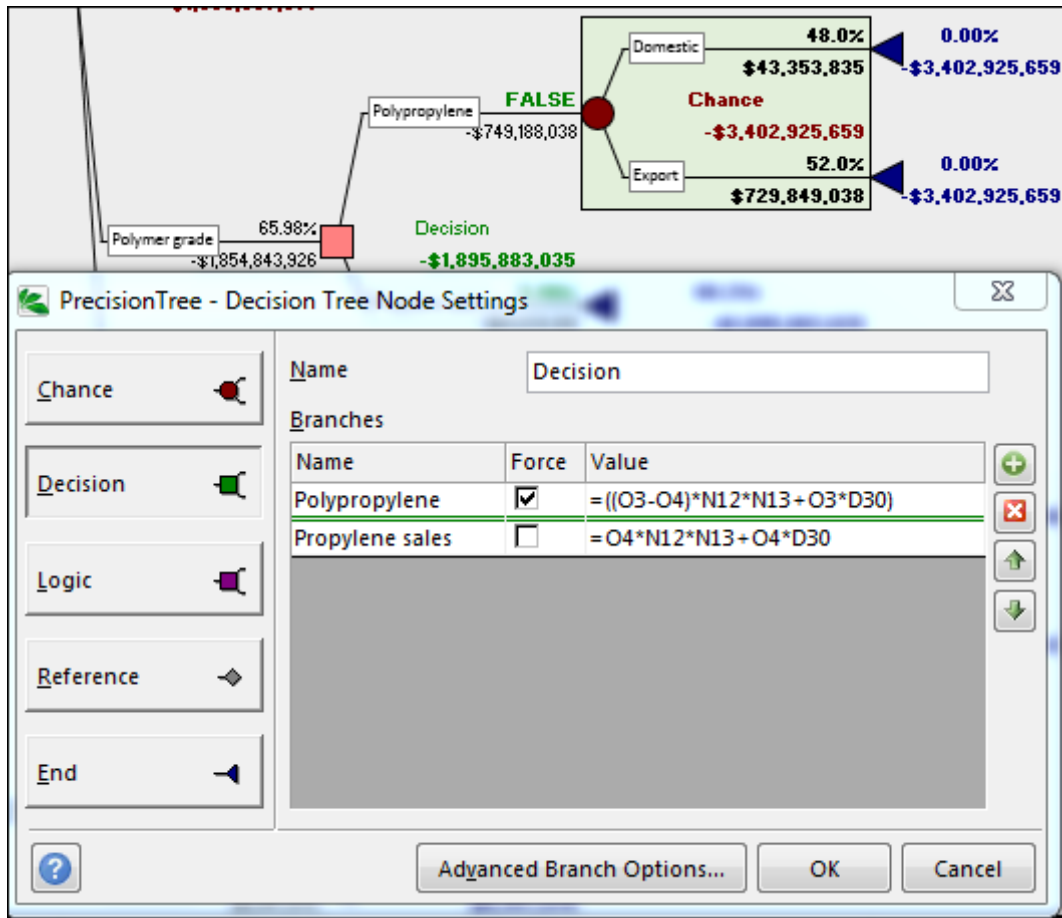 48.0% 0.00%
Domestic
$43,353,835 -$3,402,925,659
FALSE Chance
Polypropylene
-$749,188,038 -$3,402,925,659
52.0% 0.00%
Export
$729,849,038 -$3,402,925,659
65.98% Decision
Polymer grade
-$1,854,843,926 -$1,895,883,035
PrecisionTree - Decision Tree Node Settings
Chance
Decision
Logic
Reference
End
Name Decision
Branches
Name Force Value
Polypropylene =((O3-O4)*N12*N13+O3*D30)
Propylene sales =O4*N12*N13+O4*D30
?
Advanced Branch Options... OK Cancel